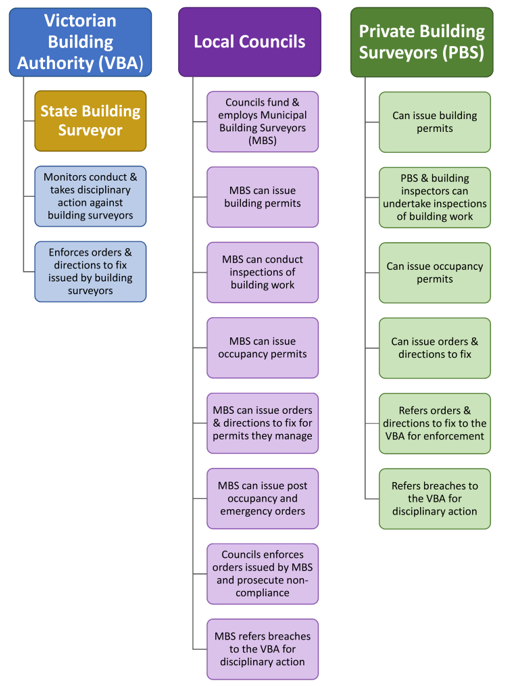 Victorian
Building
Authority (VBA)
State Building
Surveyor
Monitors conduct &
takes disciplinary
action against
building surveyors
Enforces orders &
directions to fix
issued by building
surveyors
Local Councils
Councils fund &
employs Municipal
Building Surveyors
(MBS)
MBS can issue
building permits
MBS can conduct
inspections of
building work
MBS can issue
occupancy permits
MBS can issue orders
& directions to fix for
permits they manage
MBS can issue post
occupancy and
emergency orders
Councils enforces
orders issued by MBS
and prosecute non-
compliance
MBS refers breaches
to the VBA for
disciplinary action
Private Building
Surveyors (PBS)
Can issue building
permits
PBS & building
inspectors can
undertake inspections
of building work
Can issue occupancy
permits
Can issue orders &
directions to fix
Refers orders &
directions to fix to the
VBA for enforcement
Refers breaches to
the VBA for
disciplinary action